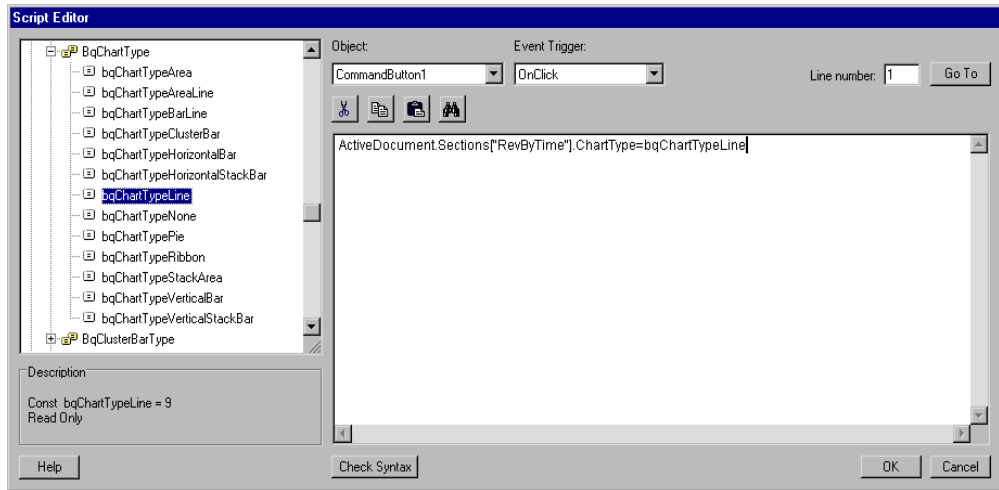 Script Editor
BqChartType
bqChartTypeArea
bqChartTypeAreaLine
bqChartTypeBarLine
bqChartTypeClusterBar
bqChartTypeHorizontalBar
bqChartTypeHorizontalStackBar
bqChartTypeLine
bqChartTypeNone
bqChartTypePie
bqChartTypeRibbon
bqChartTypeStackArea
bqChartTypeVerticalBar
bqChartTypeVerticalStackBar
BqClusterBarType
Description
Const bqChartTypeLine = 9
Read Only
Help
Object:
Event Trigger:
CommandButton1
OnClick
Line number: 1
Go To
ActiveDocument.Sections["RevByTime"].ChartType=bqChartTypeLine
Check Syntax
OK
Cancel